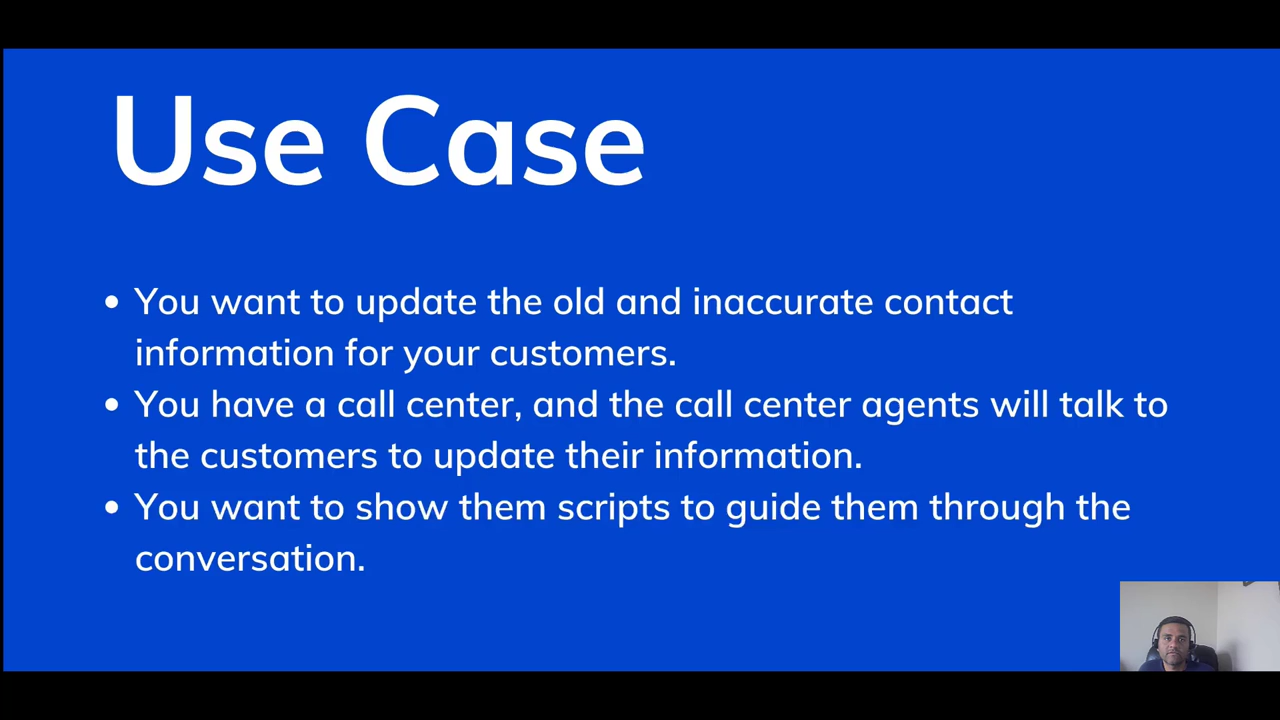 Use Case
• You want to update the old and inaccurate contact
information for your customers.
• You have a call center, and the call center agents will talk to
the customers to update their information.
• You want to show them scripts to guide them through the
conversation.